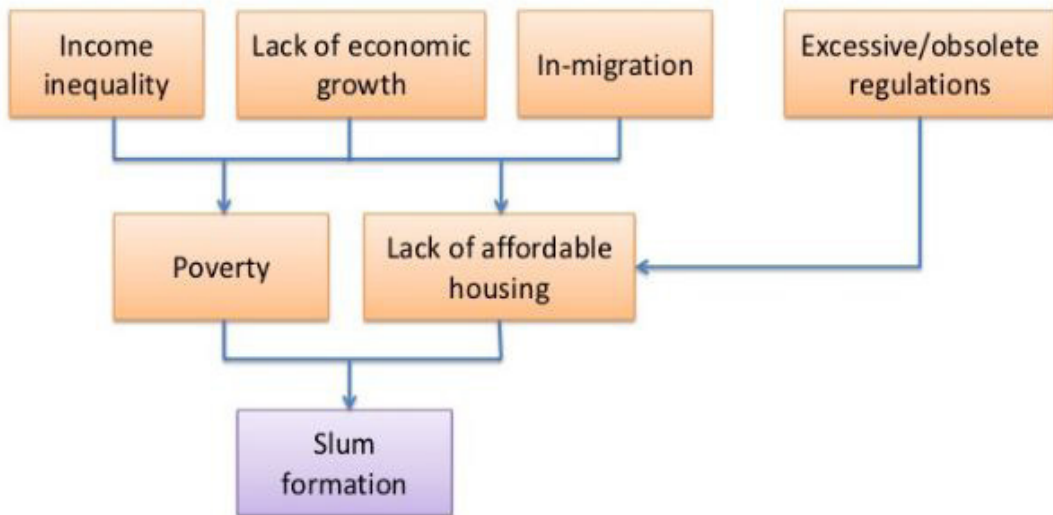 Income
inequality
Lack of economic
growth
In-migration
Excessive/obsolete
regulations
Poverty
Lack of affordable
housing
Slum
formation